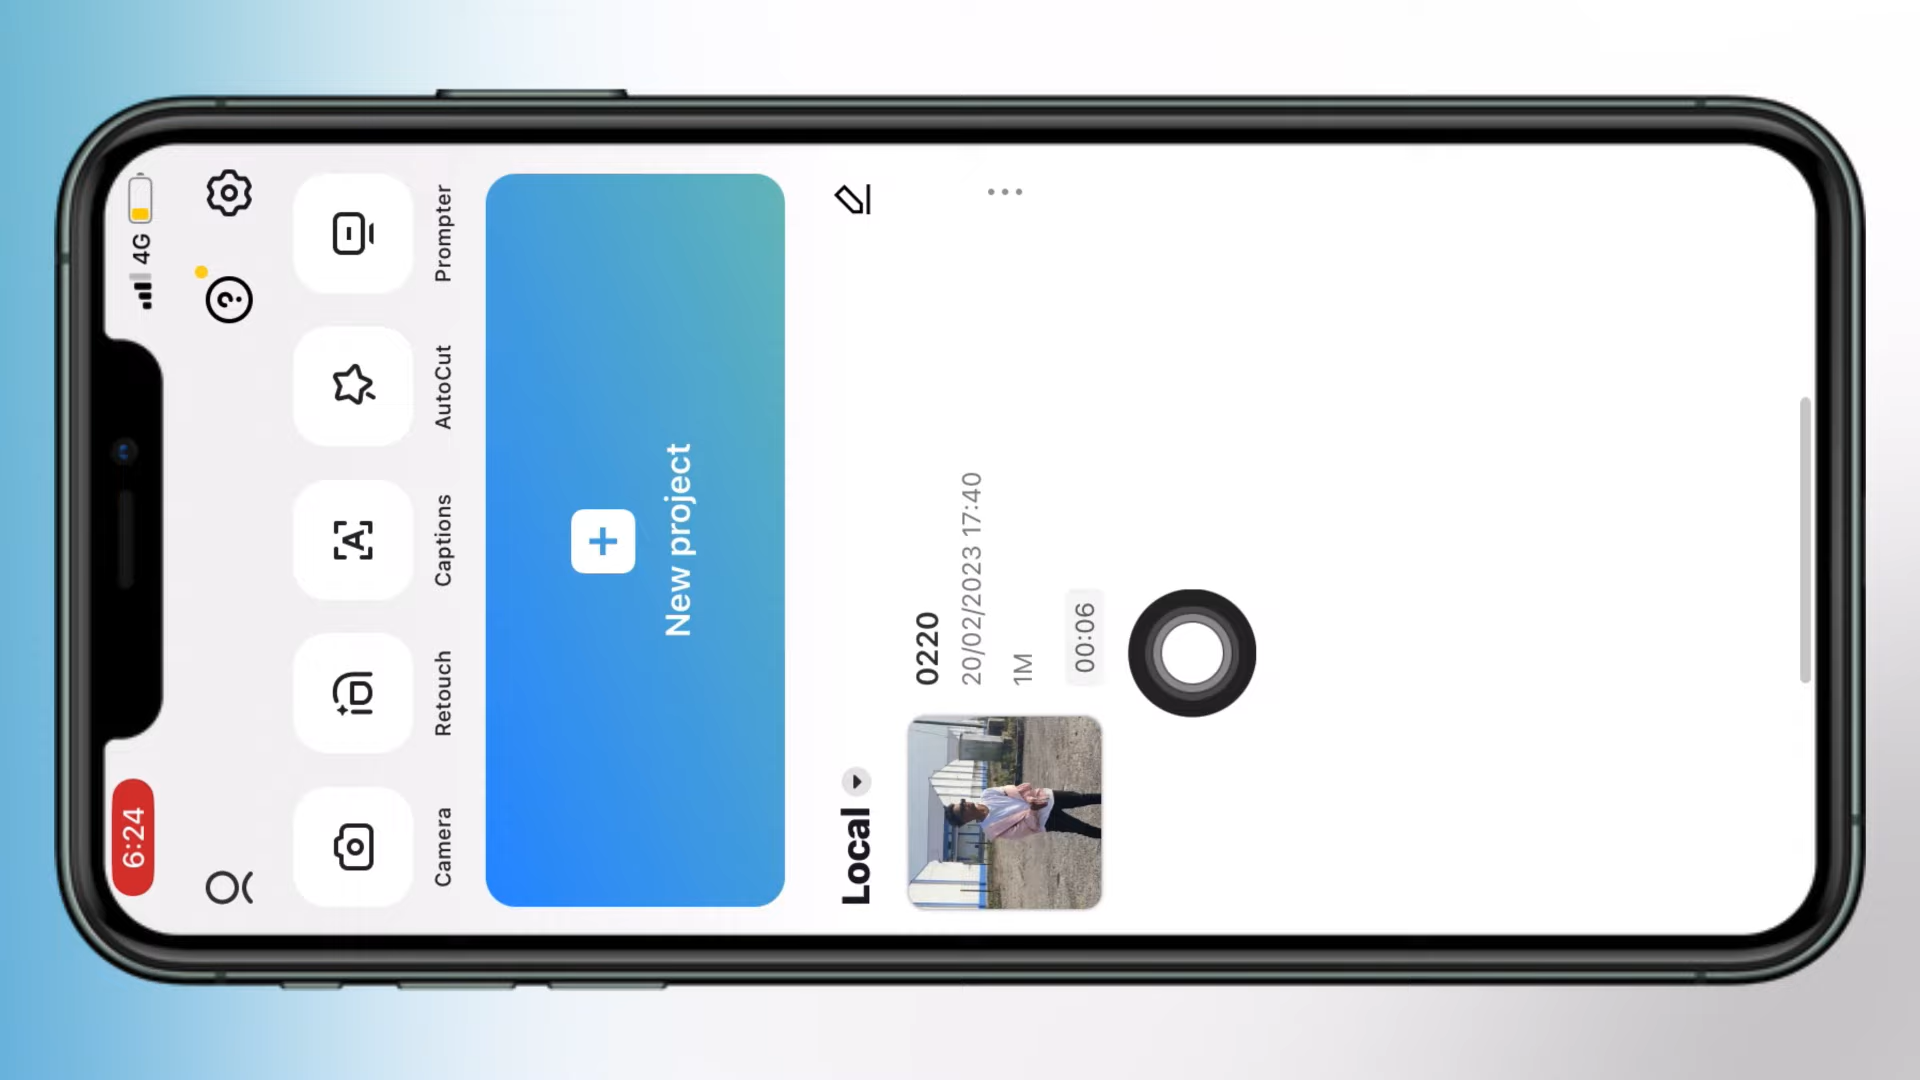 6:24
4G
Camera
Retouch
Captions
AutoCut
Prompter
New project
Local
0220
20/02/2023 17:40
1M
00:06